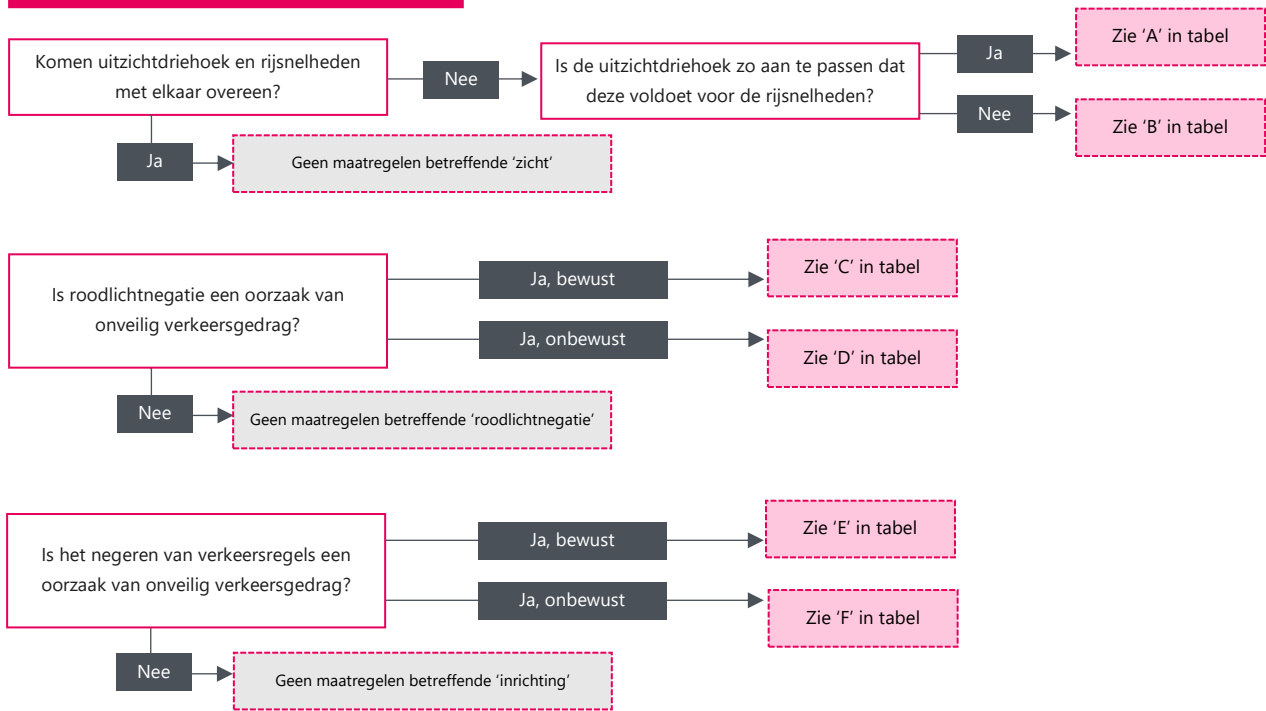 Komen uitzichtdriehoek en rijsnelheden
met elkaar overeen?
Nee
Is de uitzichtdriehoek zo aan te passen dat
deze voldoet voor de rijsnelheden?
Ja
Zie ‘A’ in tabel
Nee
Zie ‘B’ in tabel
Ja
Geen maatregelen betreffende ‘zicht‘
Is roodlichtnegatie een oorzaak van
onveilig verkeersgedrag?
Ja, bewust
Zie ‘C’ in tabel
Ja, onbewust
Zie ‘D’ in tabel
Nee
Geen maatregelen betreffende ‘roodlichtnegatie’
Is het negeren van verkeersregels een
oorzaak van onveilig verkeersgedrag?
Ja, bewust
Zie ‘E’ in tabel
Ja, onbewust
Zie ‘F’ in tabel
Nee
Geen maatregelen betreffende ‘inrichting’